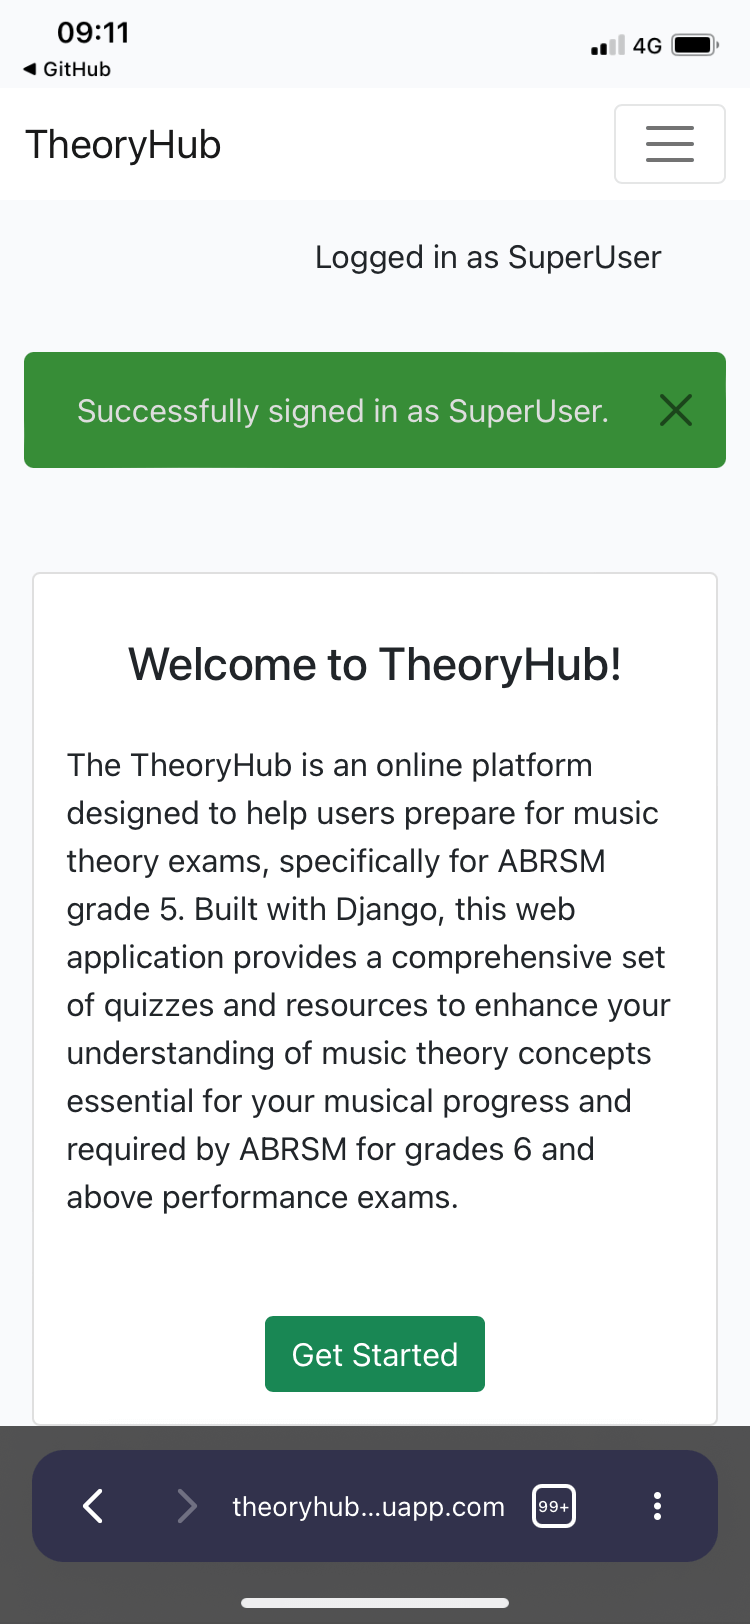 09:11
4G
◀ GitHub
TheoryHub
Logged in as SuperUser
Successfully signed in as SuperUser.
Welcome to TheoryHub!
The TheoryHub is an online platform
designed to help users prepare for music
theory exams, specifically for ABRSM
grade 5. Built with Django, this web
application provides a comprehensive set
of quizzes and resources to enhance your
understanding of music theory concepts
essential for your musical progress and
required by ABRSM for grades 6 and
above performance exams.
Get Started
theoryhub...uapp.com
99+